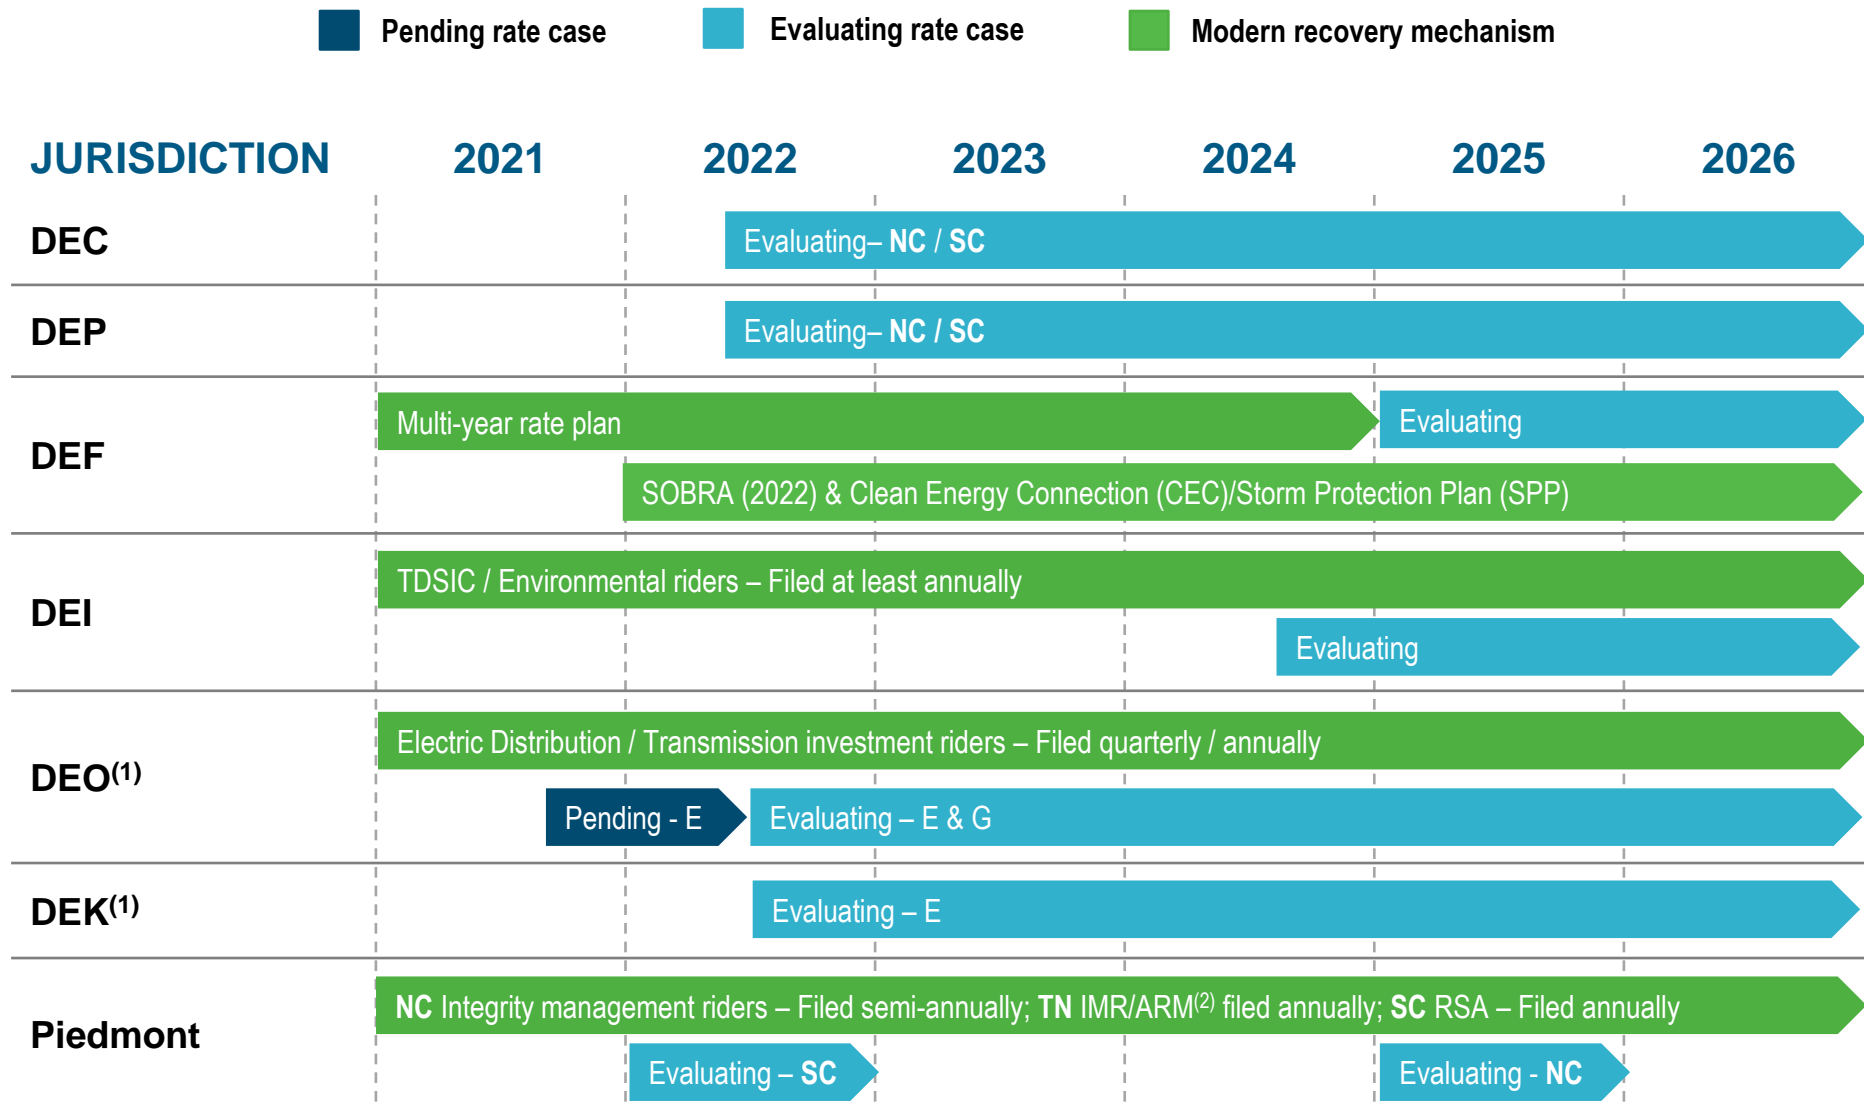 Pending rate case
Evaluating rate case
Modern recovery mechanism
JURISDICTION 2021 2022 2023 2024 2025 2026
DEC
Evaluating– NC / SC
DEP
Evaluating– NC / SC
DEF
Multi-year rate plan
Evaluating
SOBRA (2022) & Clean Energy Connection (CEC)/Storm Protection Plan (SPP)
DEI
TDSIC / Environmental riders – Filed at least annually
Evaluating
DEO(1)
Electric Distribution / Transmission investment riders – Filed quarterly / annually
Pending - E
Evaluating – E & G
DEK(1)
Evaluating – E
Piedmont
NC Integrity management riders – Filed semi-annually; TN IMR/ARM(2) filed annually; SC RSA – Filed annually
Evaluating – SC
Evaluating - NC